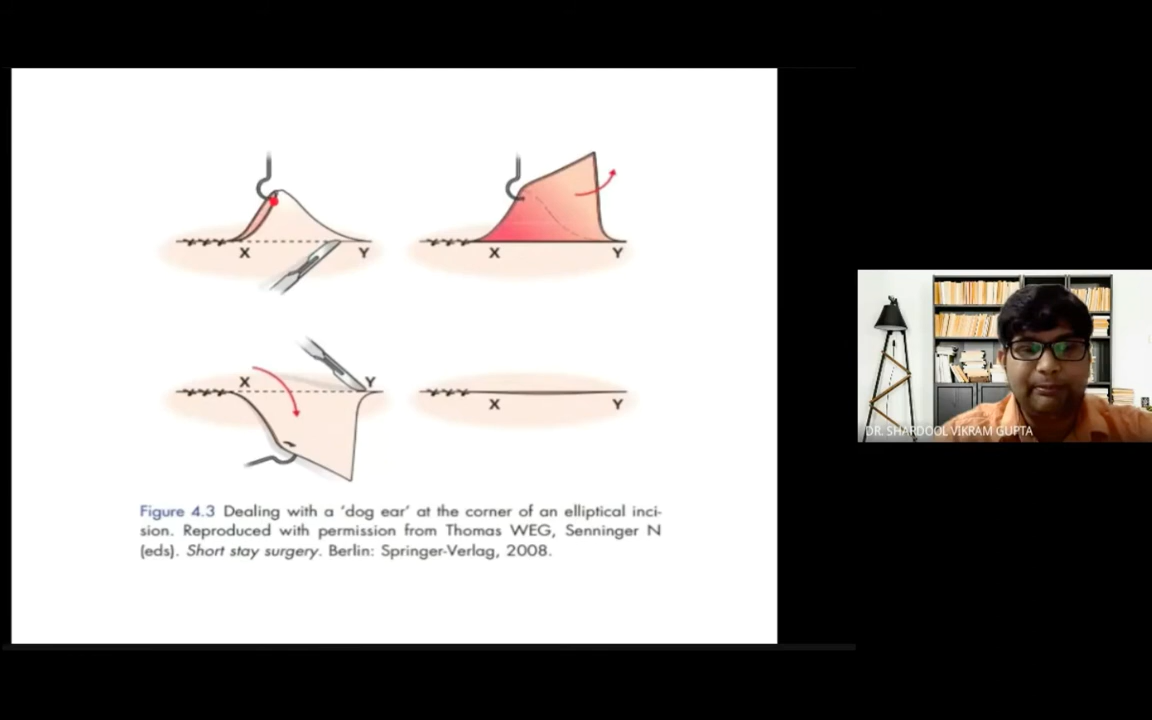 X Y
X Y
X Y
X Y
Figure 4.3 Dealing with a ‘dog ear’ at the corner of an elliptical inci-
sion. Reproduced with permission from Thomas WEG, Senninger N
(eds). Short stay surgery. Berlin: Springer-Verlag, 2008.
DR. SHARDOOL VIKRAM GUPTA